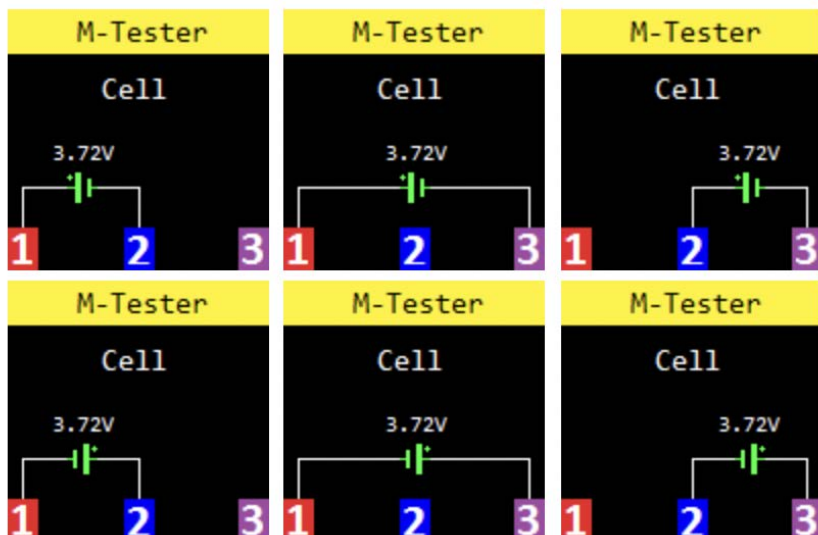 M-Tester M-Tester M-Tester
Cell Cell Cell
3.72V 3.72V 3.72V
+ + +
1 2 3 1 2 3 1 2 3
M-Tester M-Tester M-Tester
Cell Cell Cell
3.72V 3.72V 3.72V
+ + +
1 2 3 1 2 3 1 2 3